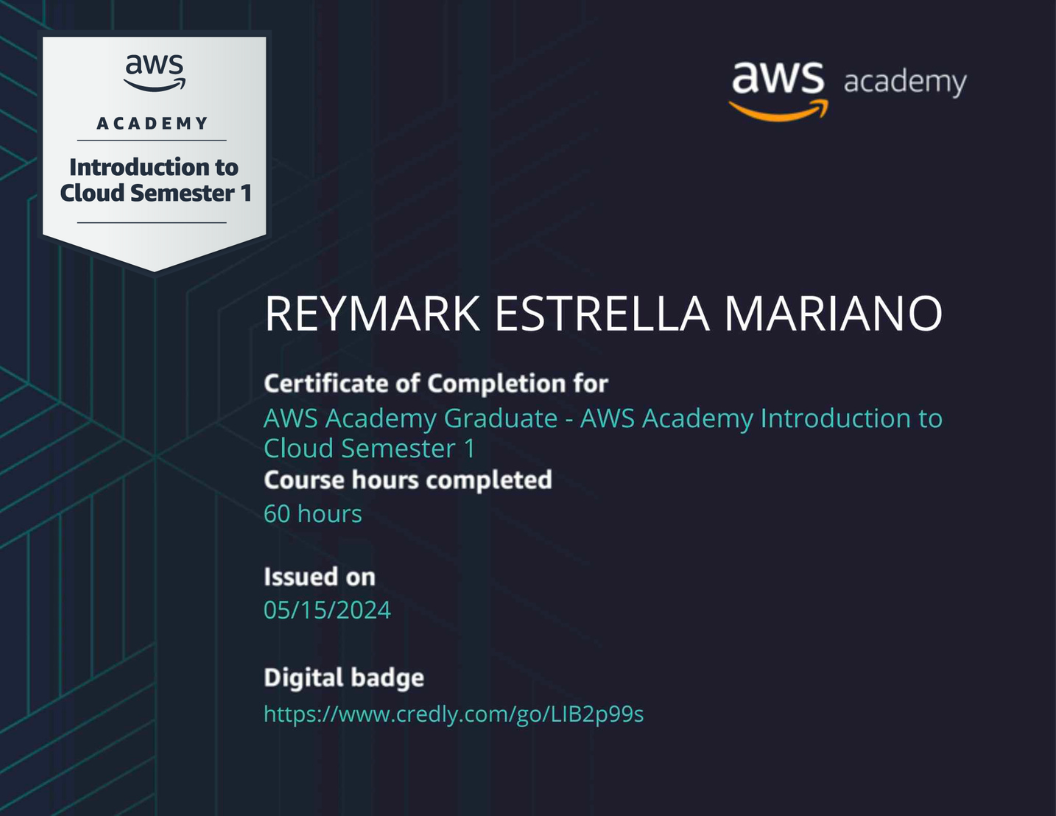 aws
ACADEMY
Introduction to
Cloud Semester 1
aws academy
REYMARK ESTRELLA MARIANO
Certificate of Completion for
AWS Academy Graduate - AWS Academy Introduction to
Cloud Semester 1
Course hours completed
60 hours
Issued on
05/15/2024
Digital badge
https://www.credly.com/go/LIB2p99s